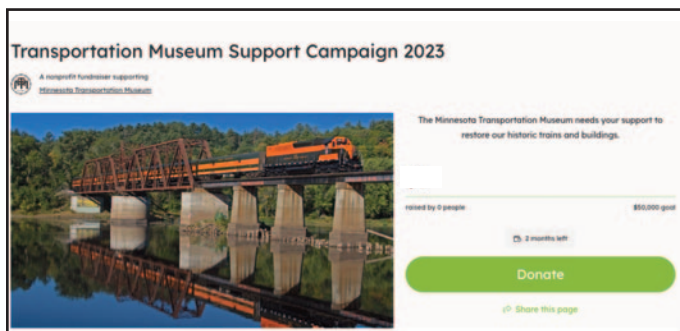 Transportation Museum Support Campaign 2023
A nonprofit fundraiser supporting
Minnesota Transportation Museum
The Minnesota Transportation Museum needs your support to
restore our historic trains and buildings.
raised by 0 people
$50,000 goal
2 months left
Donate
Share this page